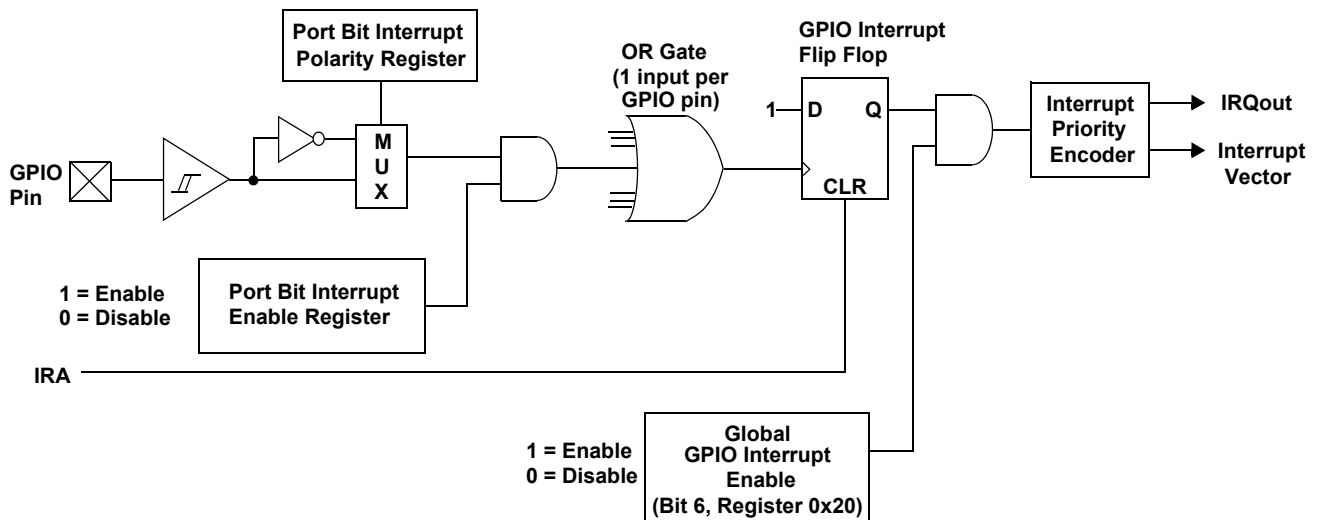 Port Bit Interrupt
Polarity Register
OR Gate
(1 input per
GPIO pin)
GPIO Interrupt
Flip Flop
GPIO
Pin
M
U
X
1
D
Q
CLR
Interrupt
Priority
Encoder
IRQout
Interrupt
Vector
1 = Enable
0 = Disable
Port Bit Interrupt
Enable Register
IRA
1 = Enable
0 = Disable
Global
GPIO Interrupt
Enable
(Bit 6, Register 0x20)